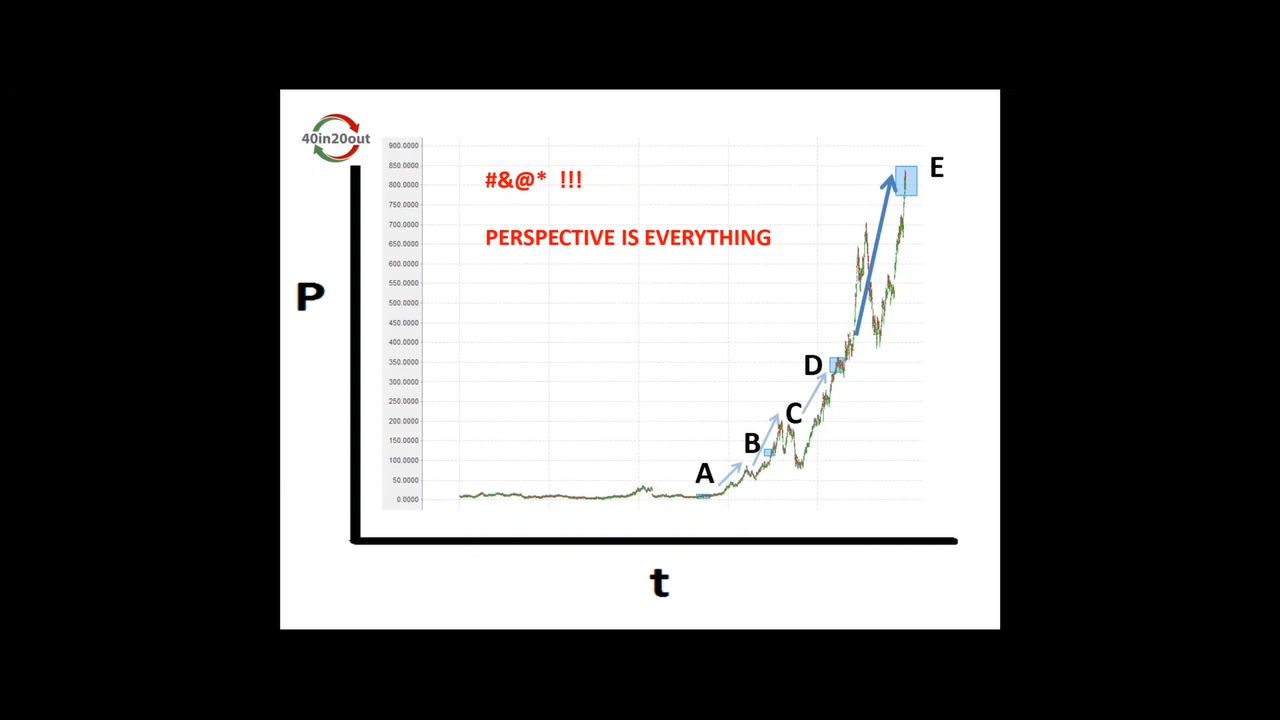 40in20out
900.0000
850.0000
800.0000
750.0000
700.0000
650.0000
600.0000
550.0000
500.0000
450.0000
400.0000
350.0000
300.0000
250.0000
200.0000
150.0000
100.0000
50.0000
0.0000
#&@* !!!
PERSPECTIVE IS EVERYTHING
E
P
D
C
B
A
t